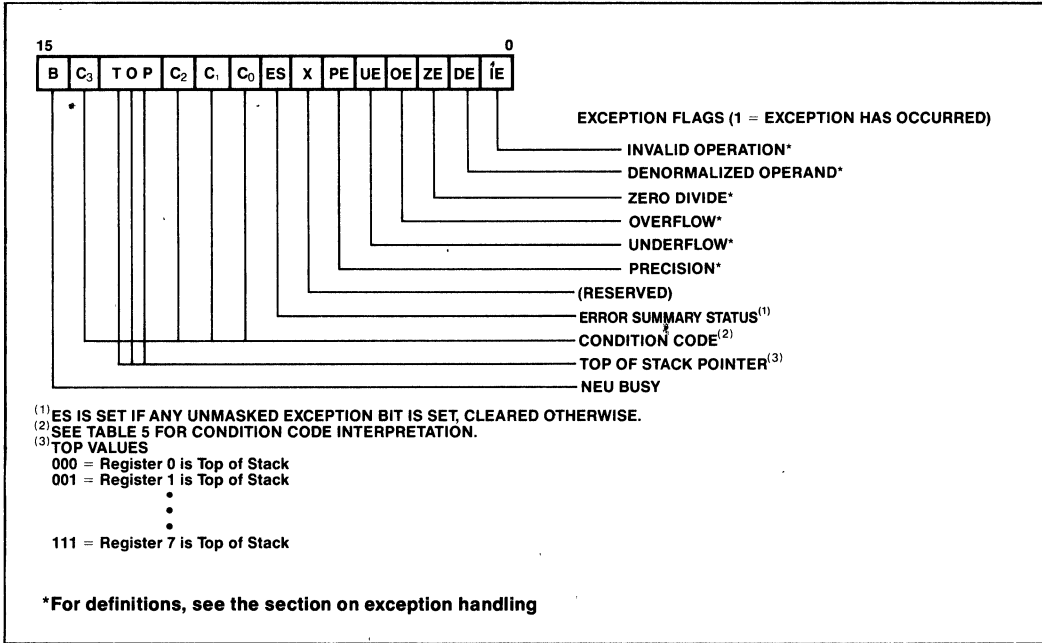 15 0
B C₃ T O P C₂ C₁ C₀ ES X PE UE OE ZE DE IE
EXCEPTION FLAGS (1 = EXCEPTION HAS OCCURRED)
INVALID OPERATION*
DENORMALIZED OPERAND*
ZERO DIVIDE*
OVERFLOW*
UNDERFLOW*
PRECISION*
(RESERVED)
ERROR SUMMARY STATUS(1)
CONDITION CODE(2)
TOP OF STACK POINTER(3)
NEU BUSY
(1)ES IS SET IF ANY UNMASKED EXCEPTION BIT IS SET, CLEARED OTHERWISE.
(2)SEE TABLE 5 FOR CONDITION CODE INTERPRETATION.
(3)TOP VALUES
000 = Register 0 is Top of Stack
001 = Register 1 is Top of Stack
•
•
•
111 = Register 7 is Top of Stack
*For definitions, see the section on exception handling